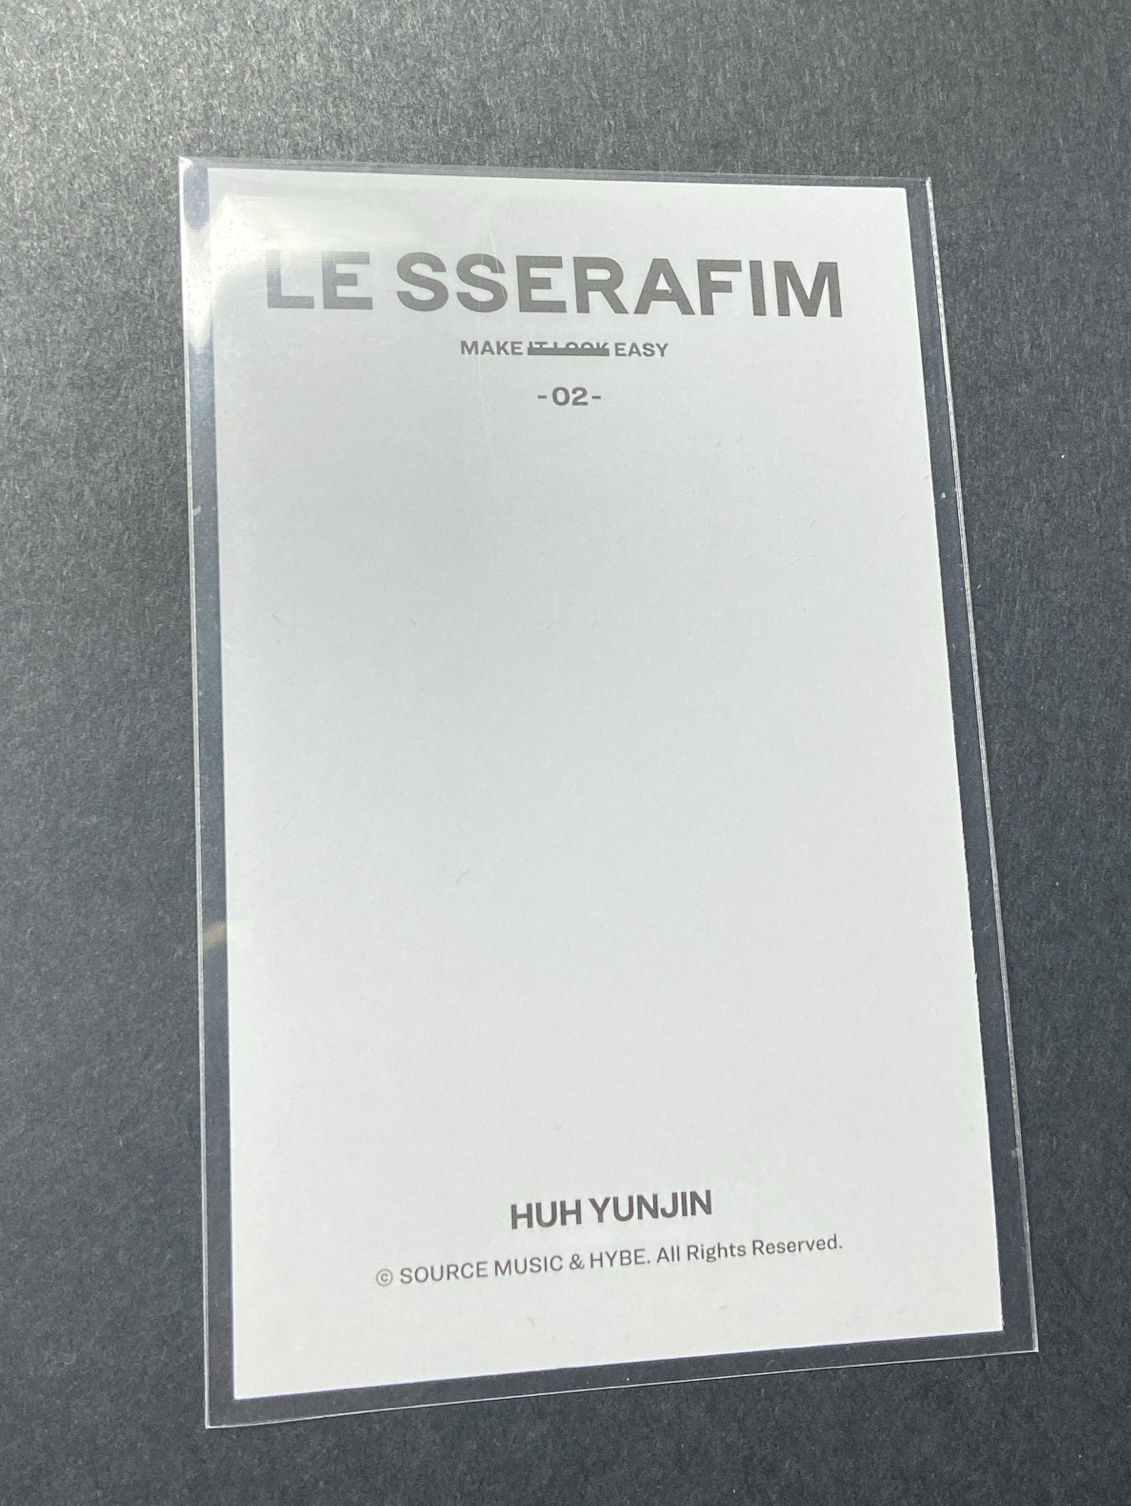 LE SSERAFIM
MAKE IT LOOK EASY
-02-
HUH YUNJIN
© SOURCE MUSIC & HYBE. All Rights Reserved.